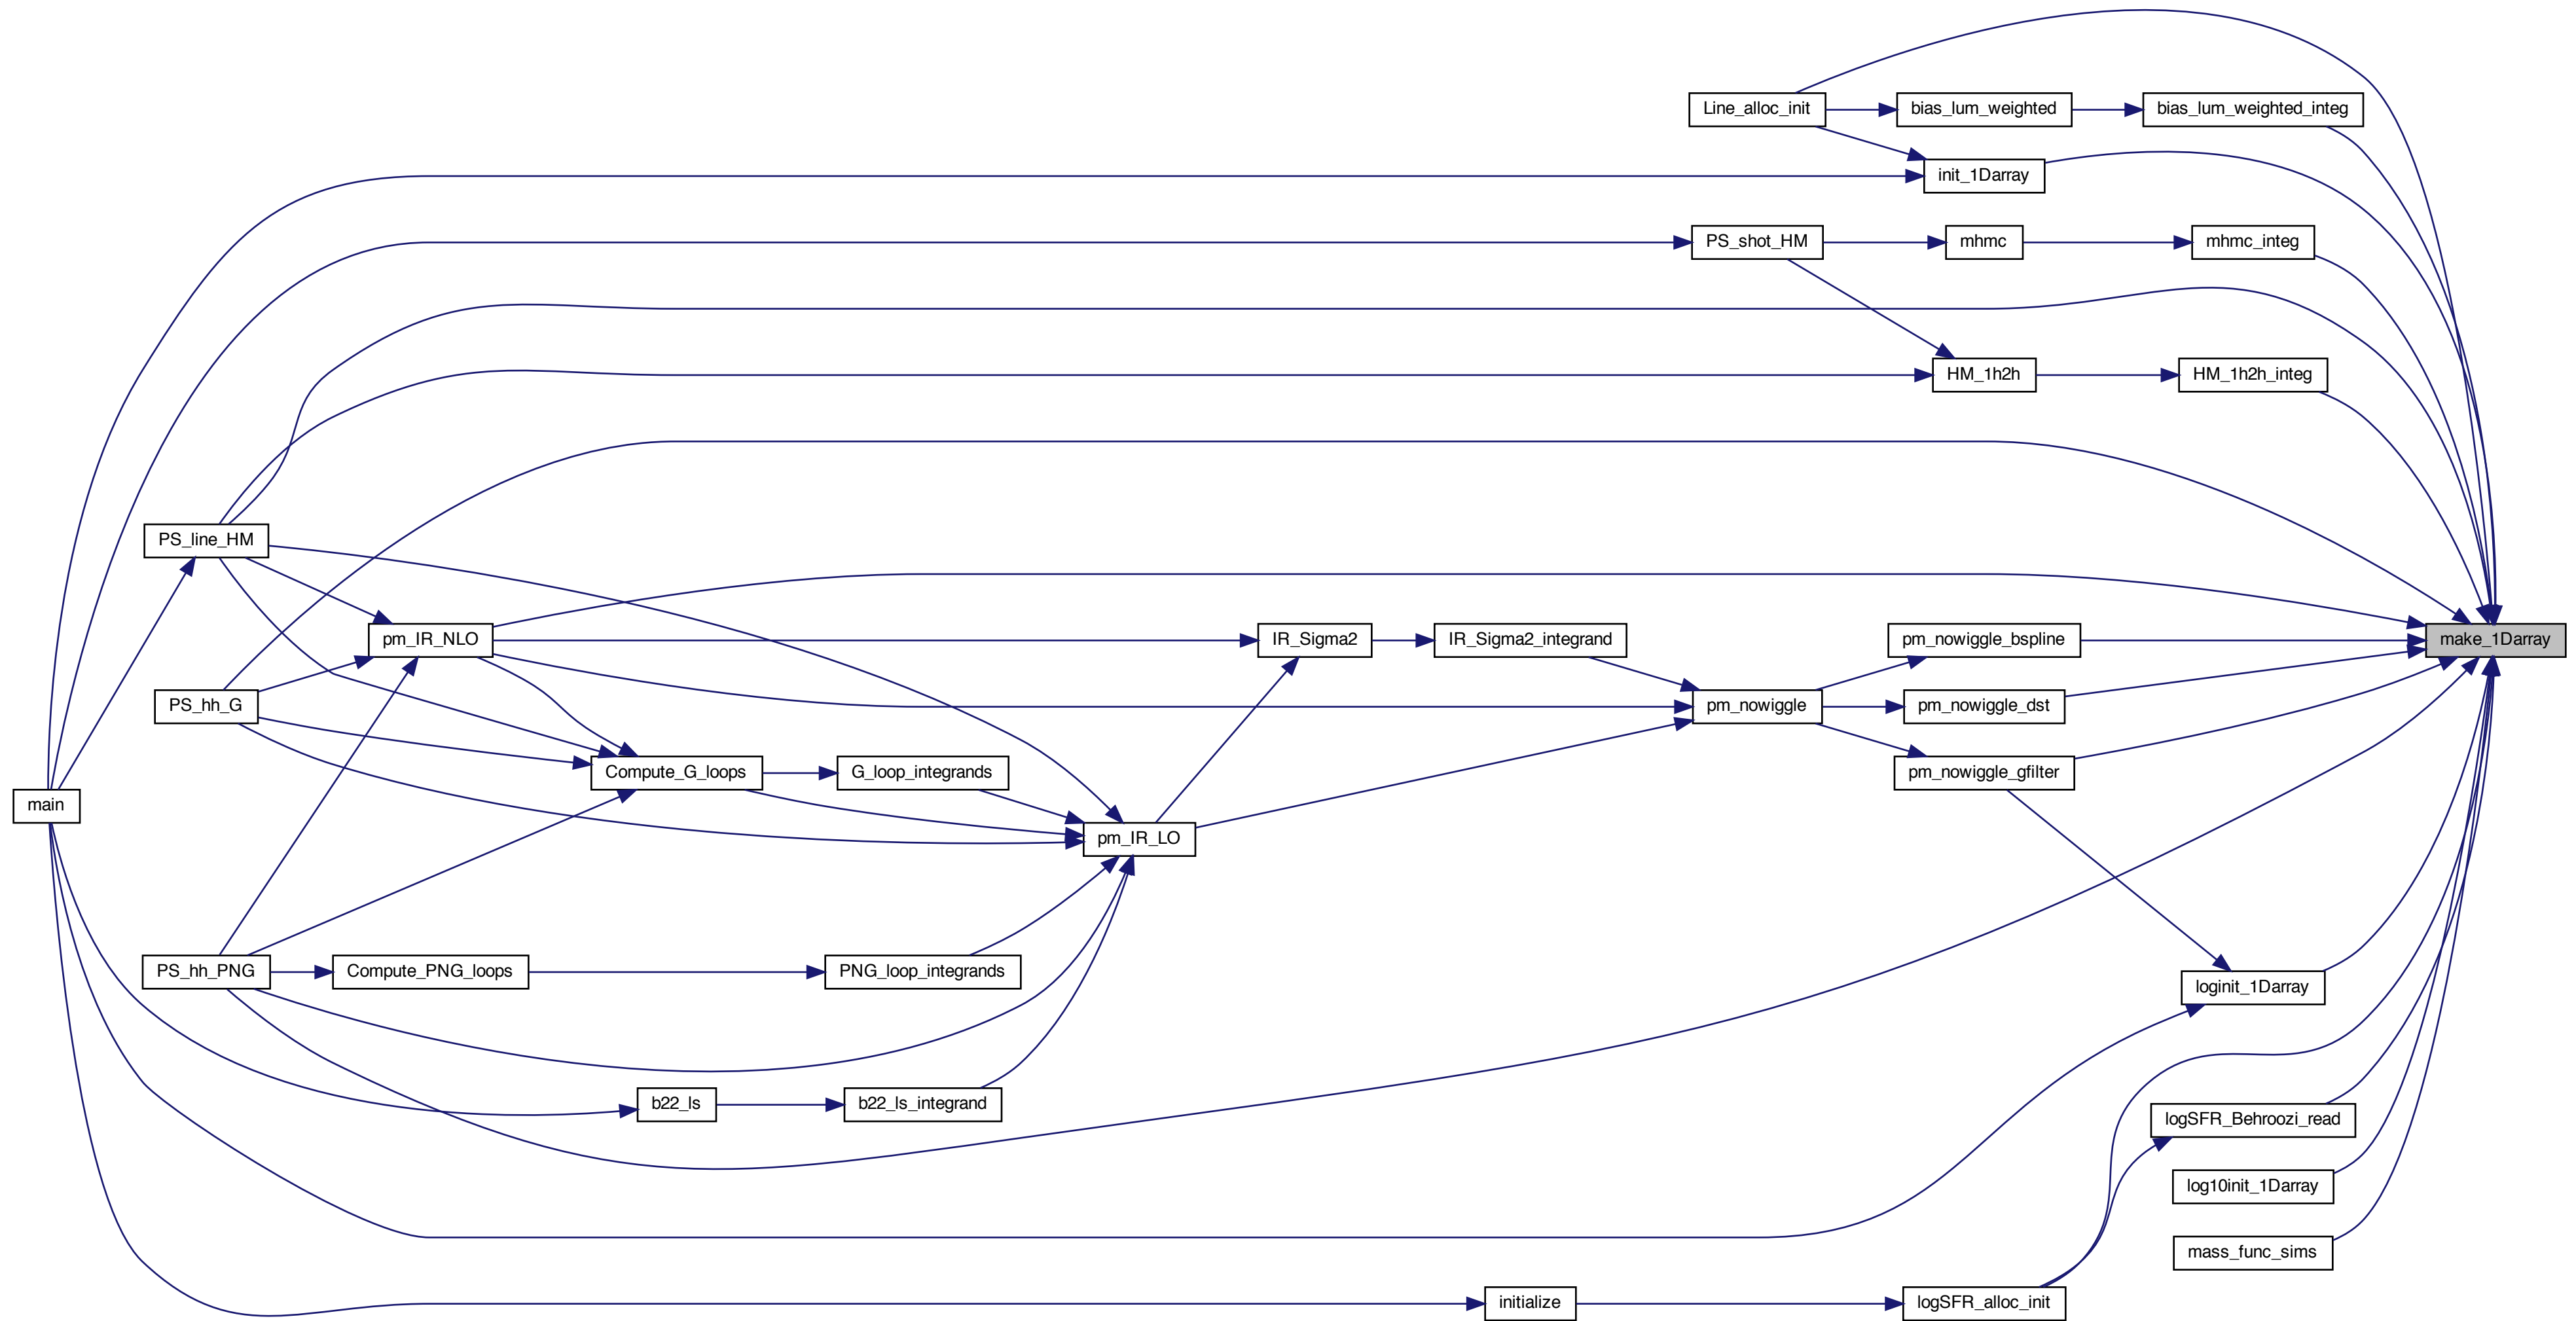 Line_alloc_init
bias_lum_weighted
bias_lum_weighted_integ
init_1Darray
PS_shot_HM
mhmc
mhmc_integ
HM_1h2h
HM_1h2h_integ
PS_line_HM
pm_IR_NLO
IR_Sigma2
IR_Sigma2_integrand
pm_nowiggle_bspline
make_1Darray
PS_hh_G
pm_nowiggle
pm_nowiggle_dst
Compute_G_loops
G_loop_integrands
pm_nowiggle_gfilter
main
pm_IR_LO
PS_hh_PNG
Compute_PNG_loops
PNG_loop_integrands
loginit_1Darray
b22_ls
b22_ls_integrand
logSFR_Behroozi_read
log10init_1Darray
mass_func_sims
initialize
logSFR_alloc_init